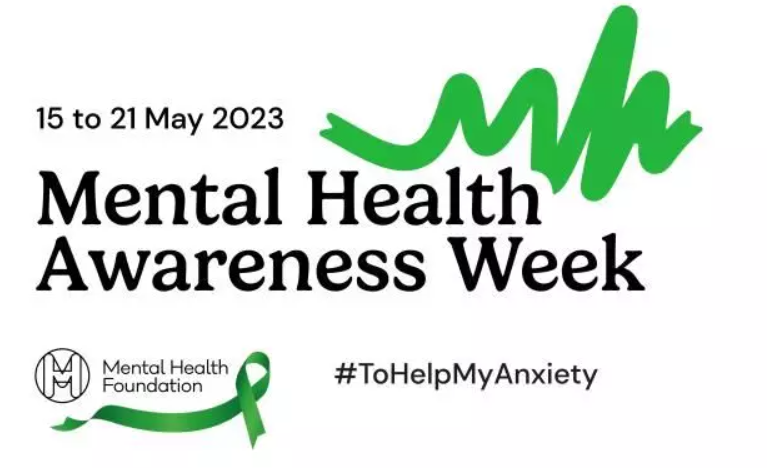 15 to 21 May 2023
Mental Health
Awareness Week
Mental Health
Foundation
#ToHelpMyAnxiety